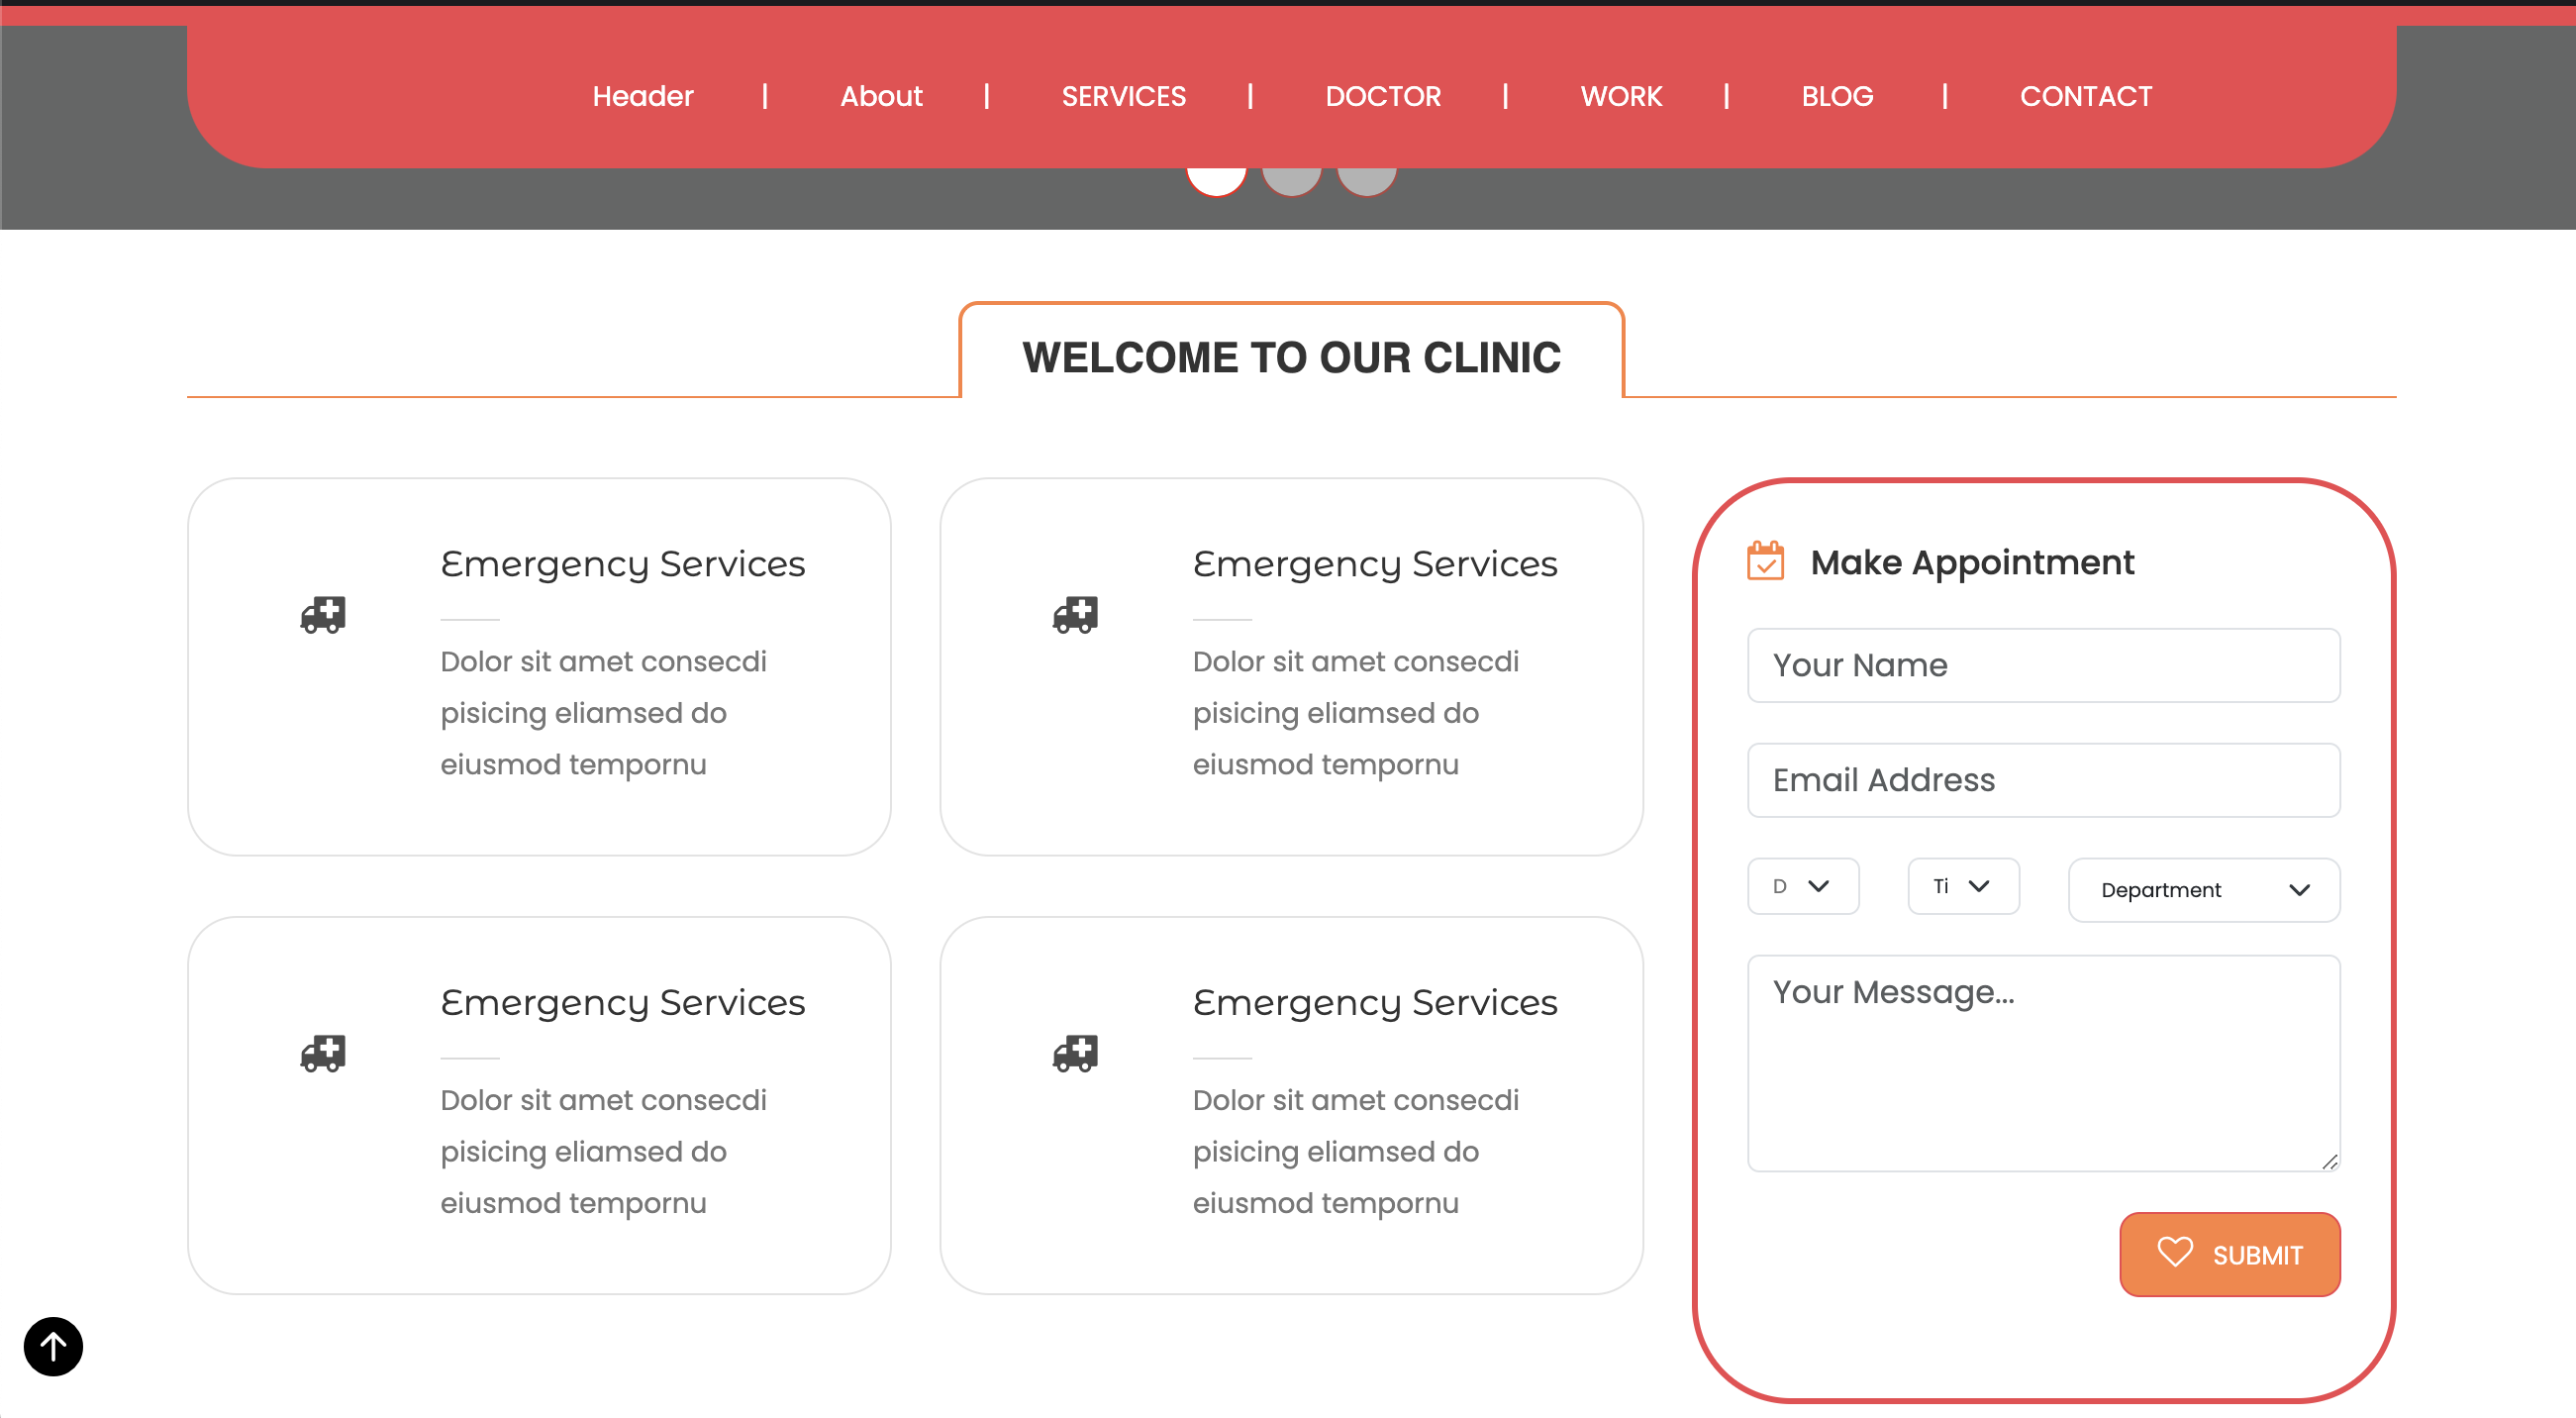 Header | About | SERVICES | DOCTOR | WORK | BLOG | CONTACT
WELCOME TO OUR CLINIC
Emergency Services
Dolor sit amet consecdi
pisicing eliamsed do
eiusmod tempornu
Emergency Services
Dolor sit amet consecdi
pisicing eliamsed do
eiusmod tempornu
Emergency Services
Dolor sit amet consecdi
pisicing eliamsed do
eiusmod tempornu
Emergency Services
Dolor sit amet consecdi
pisicing eliamsed do
eiusmod tempornu
Make Appointment
Your Name
Email Address
D Ti Department
Your Message...
SUBMIT